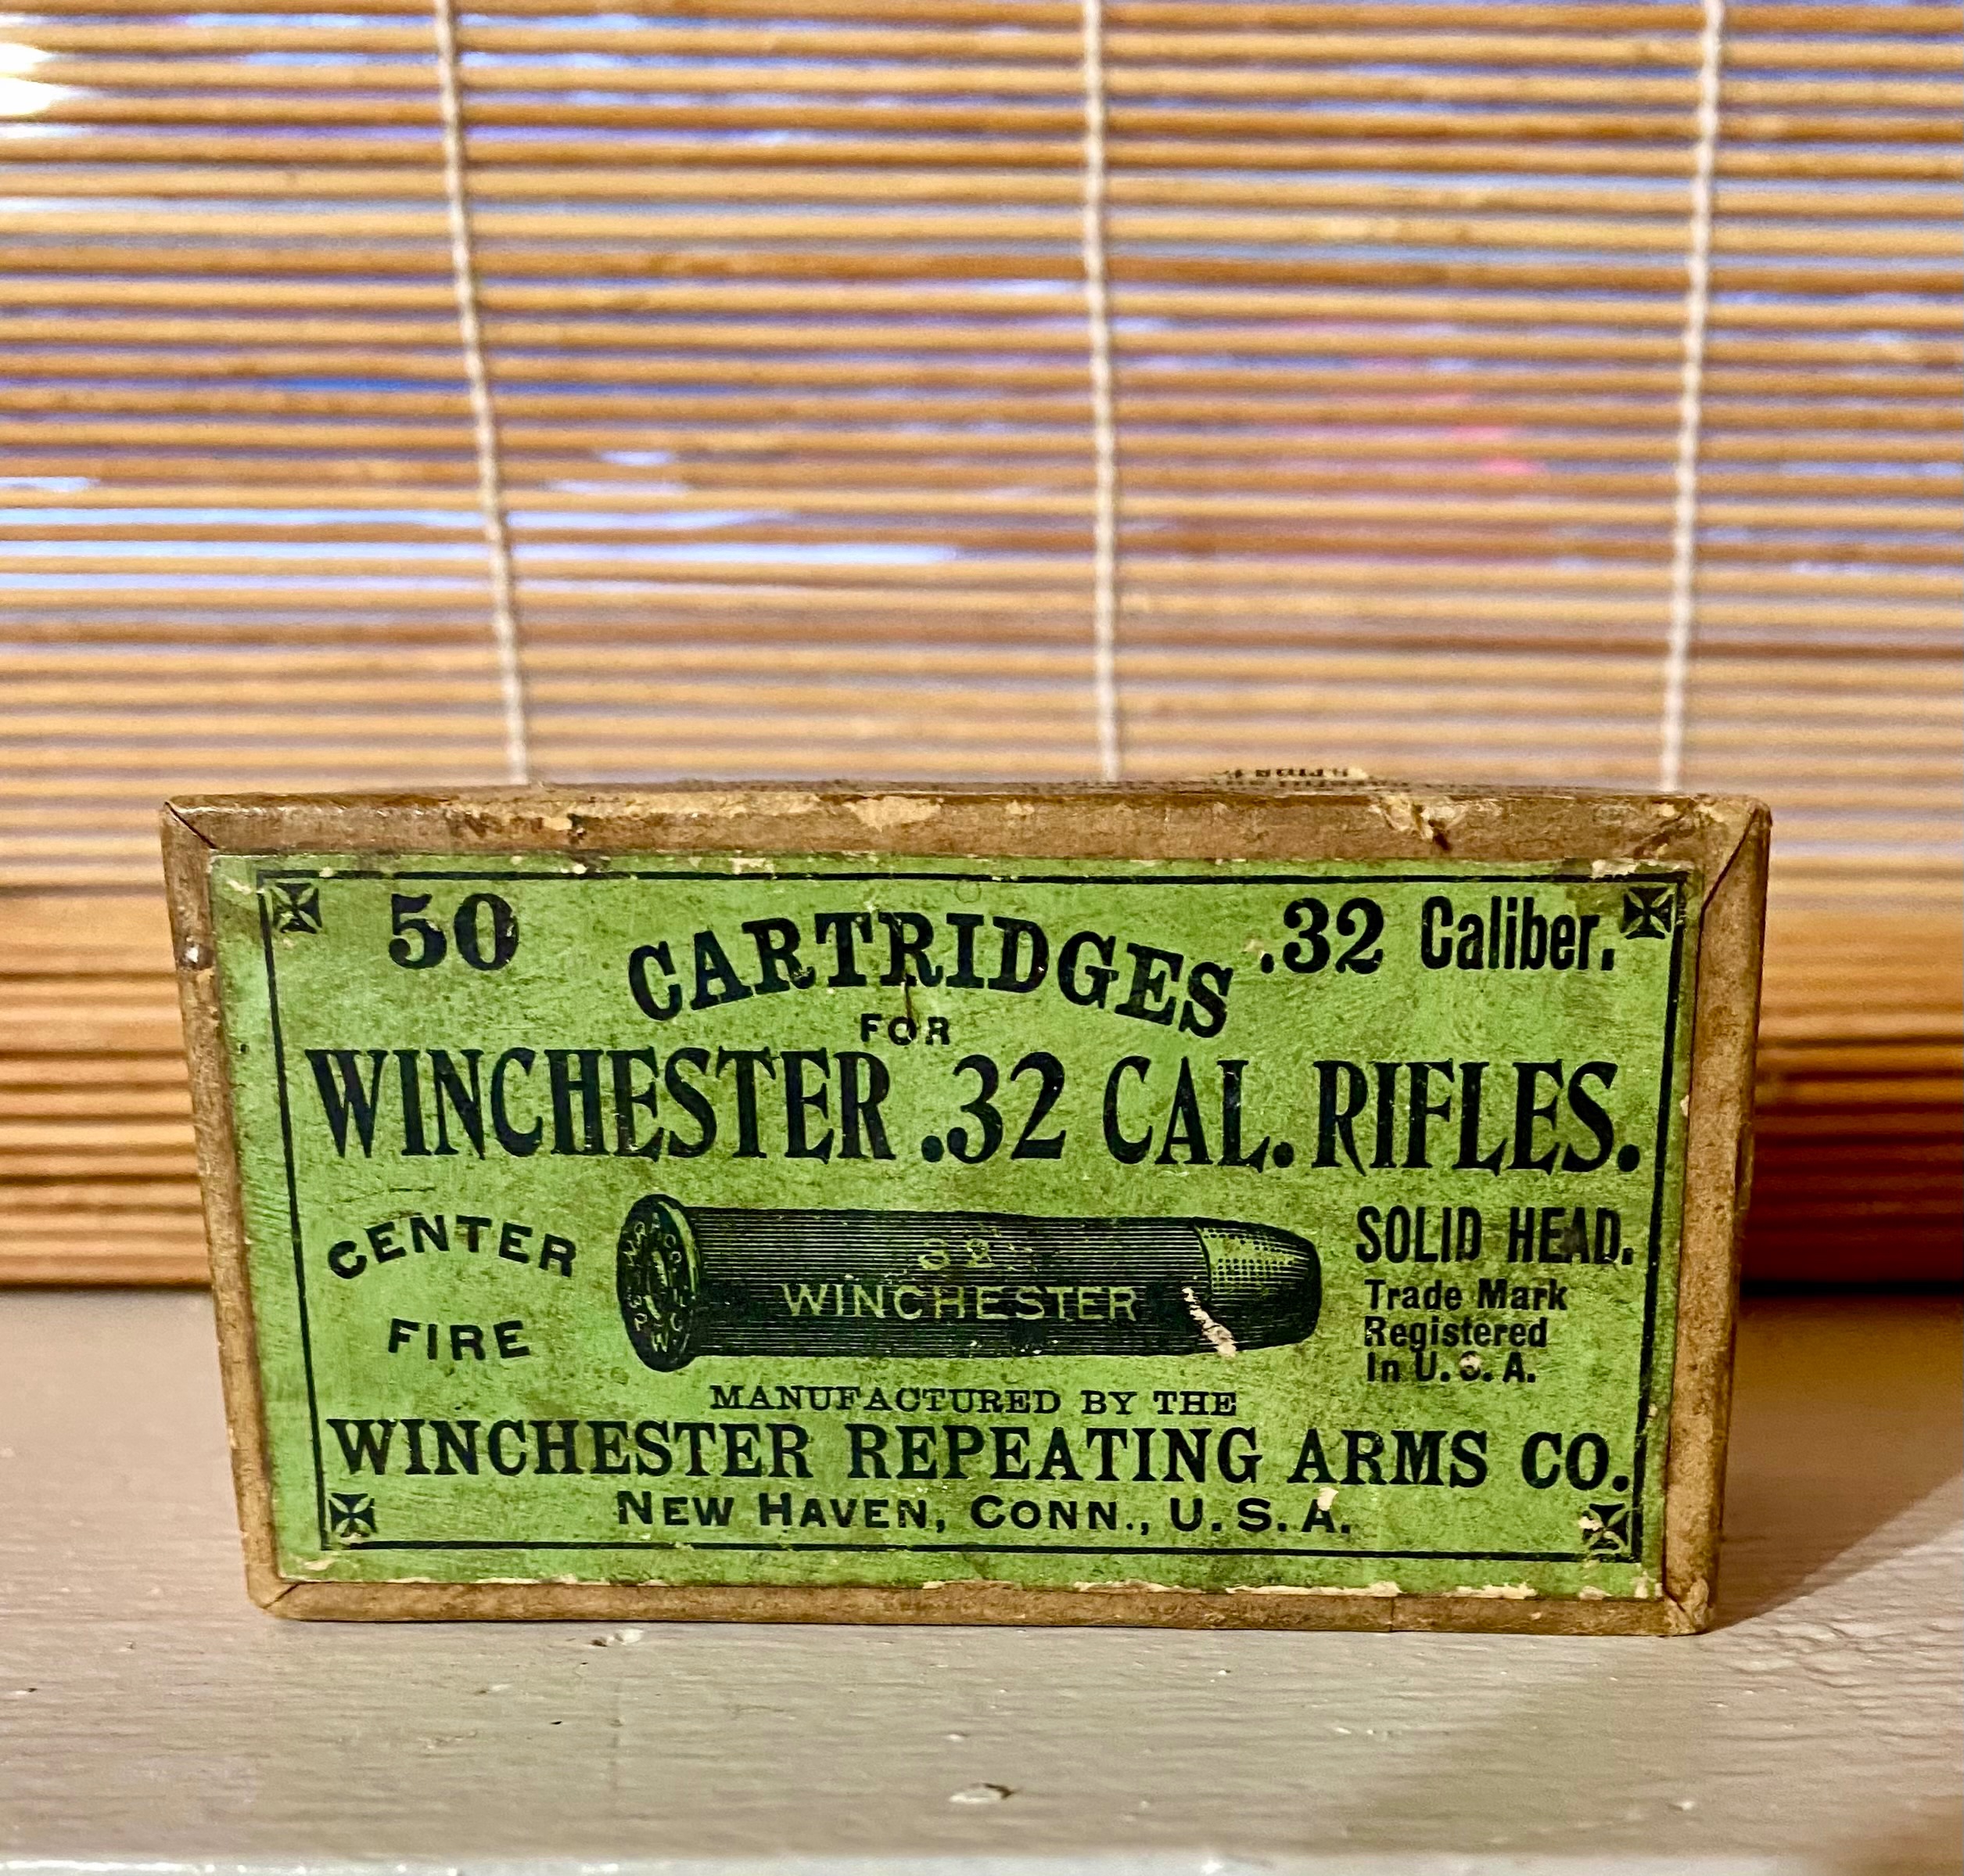 50
CARTRIDGES
.32 Caliber.
FOR
WINCHESTER .32 CAL. RIFLES.
CENTER
FIRE
32
WINCHESTER
SOLID HEAD.
Trade Mark
Registered
In U.S.A.
MANUFACTURED BY THE
WINCHESTER REPEATING ARMS CO.
NEW HAVEN, CONN., U.S.A.